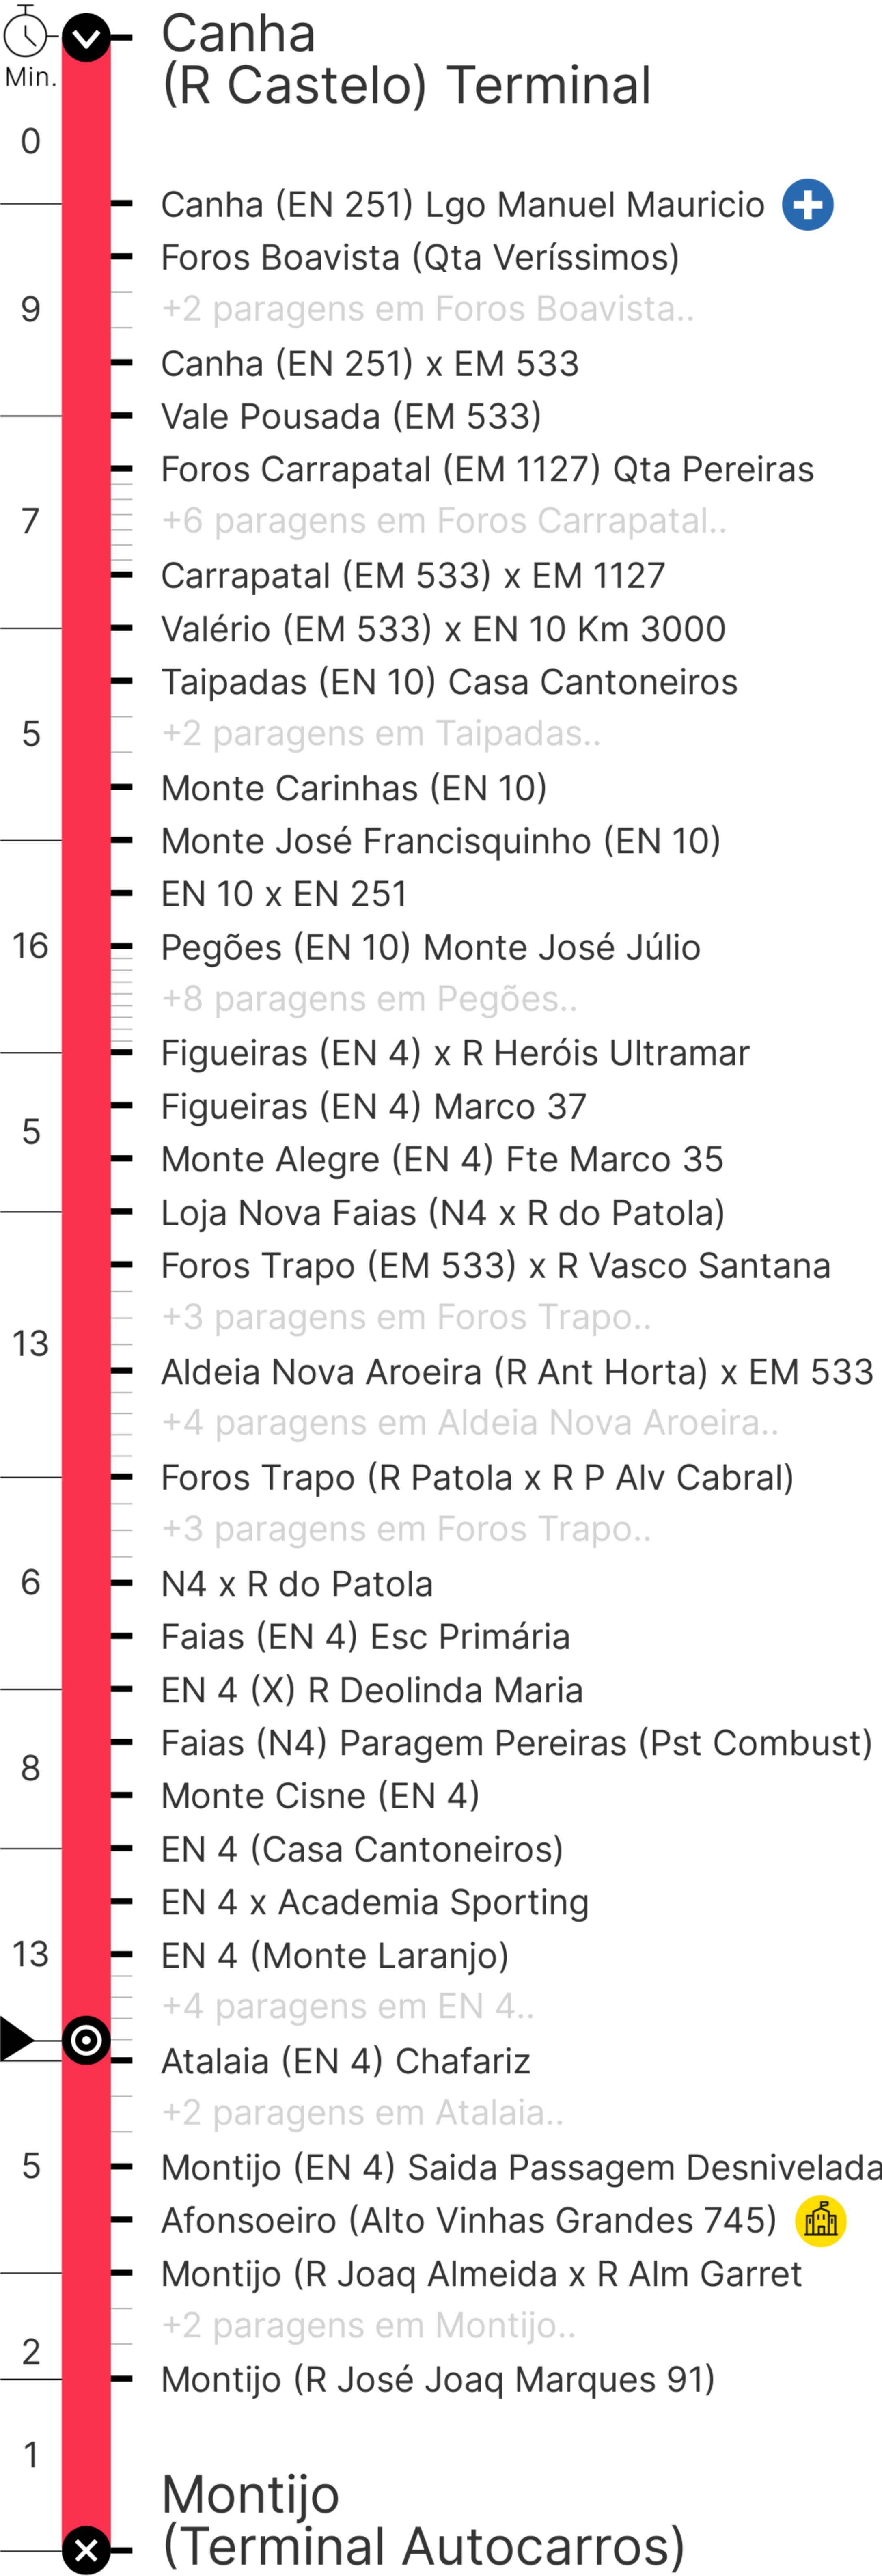 Canha
(R Castelo) Terminal
Min.
0
Canha (EN 251) Lgo Manuel Mauricio
Foros Boavista (Qta Veríssimos)
9
+2 paragens em Foros Boavista..
Canha (EN 251) x EM 533
Vale Pousada (EM 533)
Foros Carrapatal (EM 1127) Qta Pereiras
7
+6 paragens em Foros Carrapatal..
Carrapatal (EM 533) x EM 1127
Valério (EM 533) x EN 10 Km 3000
Taipadas (EN 10) Casa Cantoneiros
5
+2 paragens em Taipadas..
Monte Carinhas (EN 10)
Monte José Francisquinho (EN 10)
EN 10 x EN 251
16
Pegões (EN 10) Monte José Júlio
+8 paragens em Pegões..
Figueiras (EN 4) x R Heróis Ultramar
Figueiras (EN 4) Marco 37
5
Monte Alegre (EN 4) Fte Marco 35
Loja Nova Faias (N4 x R do Patola)
Foros Trapo (EM 533) x R Vasco Santana
+3 paragens em Foros Trapo..
13
Aldeia Nova Aroeira (R Ant Horta) x EM 533
+4 paragens em Aldeia Nova Aroeira..
Foros Trapo (R Patola x R P Alv Cabral)
+3 paragens em Foros Trapo..
6
N4 x R do Patola
Faias (EN 4) Esc Primária
EN 4 (X) R Deolinda Maria
Faias (N4) Paragem Pereiras (Pst Combust)
8
Monte Cisne (EN 4)
EN 4 (Casa Cantoneiros)
EN 4 x Academia Sporting
13
EN 4 (Monte Laranjo)
+4 paragens em EN 4..
Atalaia (EN 4) Chafariz
+2 paragens em Atalaia..
5
Montijo (EN 4) Saida Passagem Desnivelada
Afonsoeiro (Alto Vinhas Grandes 745)
Montijo (R Joaq Almeida x R Alm Garret
+2 paragens em Montijo..
2
Montijo (R José Joaq Marques 91)
1
Montijo
(Terminal Autocarros)